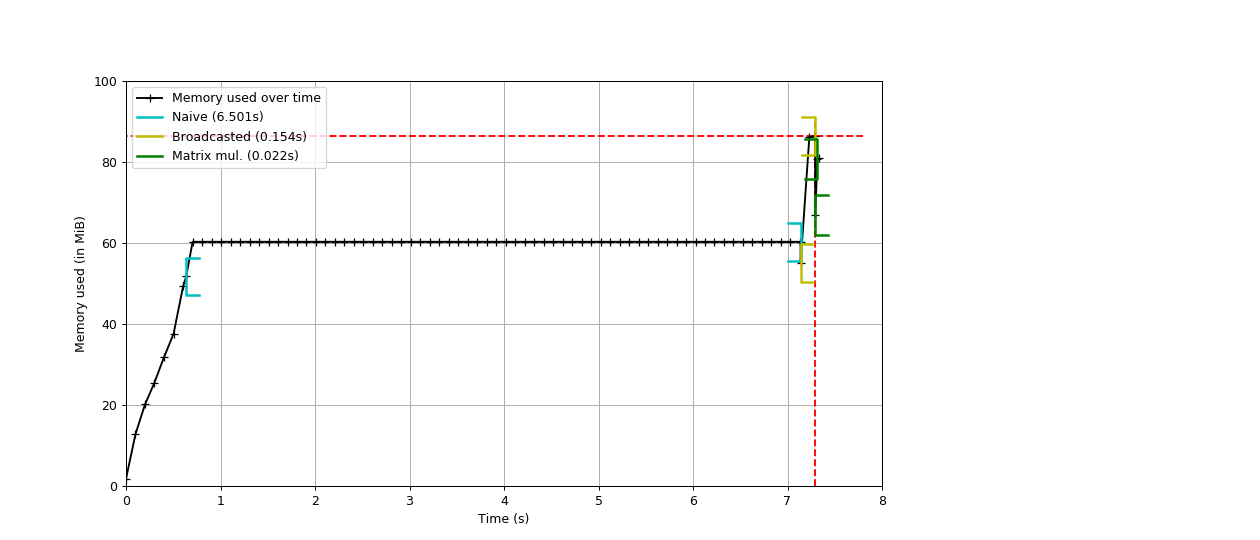 100
80
60
40
20
0
Memory used (in MiB)
Memory used over time
Naive (6.501s)
Broadcasted (0.154s)
Matrix mul. (0.022s)
0 1 2 3 4 5 6 7 8
Time (s)